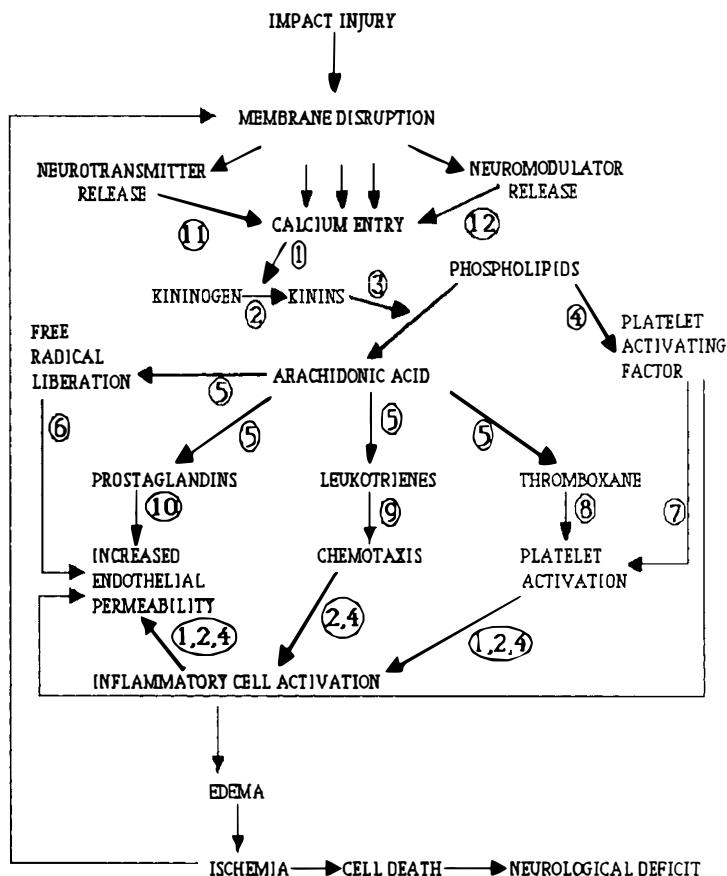 IMPACT INJURY
MEMBRANE DISRUPTION
NEUROTRANSMITTER
RELEASE
NEUROMODULATOR
RELEASE
11
CALCIUM ENTRY
12
1
PHOSPHOLIPIDS
KININOGEN
2
KININS
3
4
PLATELET
ACTIVATING
FACTOR
FREE
RADICAL
LIBERATION
5
ARACHIDONIC ACID
6
5
5
5
PROSTAGLANDINS
LEUKOTRIENES
THROMBOXANE
10
9
8
7
INCREASED
ENDOTHELIAL
PERMEABILITY
CHEMOTAXIS
PLATELET
ACTIVATION
1,2,4
2,4
1,2,4
INFLAMMATORY CELL ACTIVATION
EDEMA
ISCHEMIA
CELL DEATH
NEUROLOGICAL DEFICIT